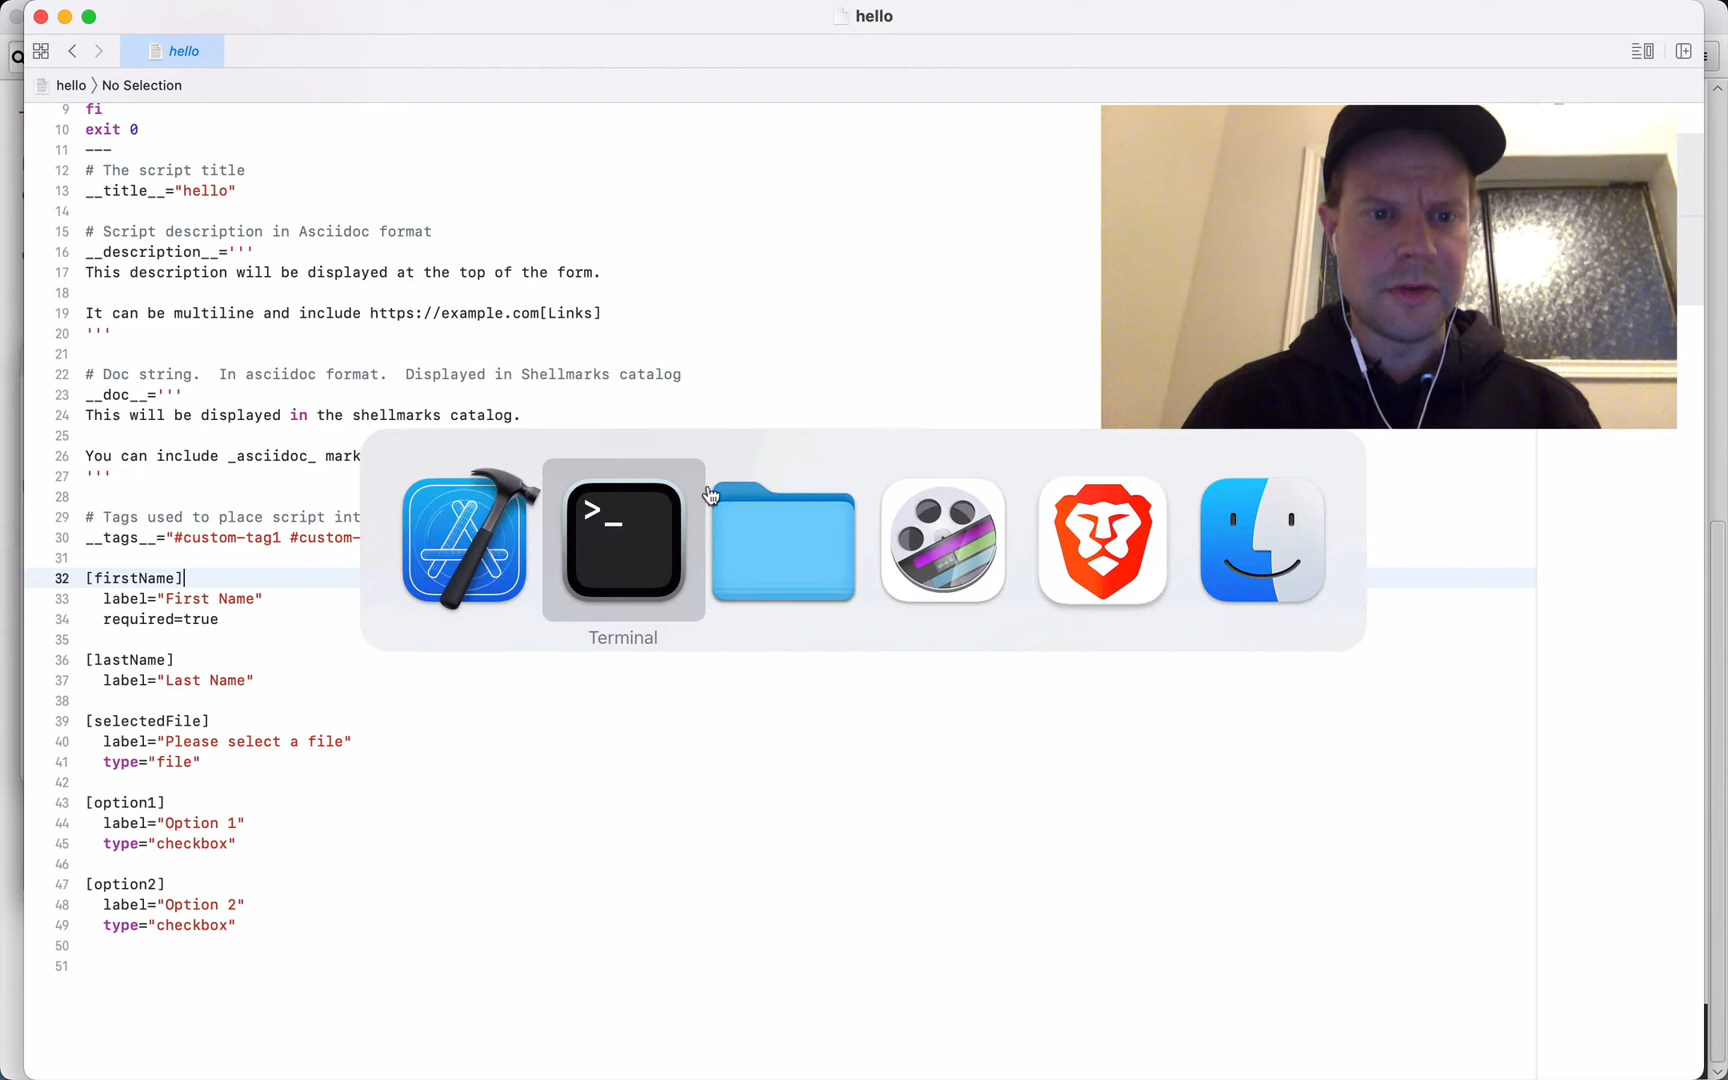 hello
hello
hello 〉 No Selection
9 fi
10 exit 0
11 ---
12 # The script title
13 __title__="hello"
14
15 # Script description in Asciidoc format
16 __description__='''
17 This description will be displayed at the top of the form.
18
19 It can be multiline and include https://example.com[Links]
20 '''
21
22 # Doc string.  In asciidoc format.  Displayed in Shellmarks catalog
23 __doc__='''
24 This will be displayed in the shellmarks catalog.
25
26 You can include _asciidoc_ mark
27 '''
28
29 # Tags used to place script int
30 __tags__="#custom-tag1 #custom-
31
32 [firstName]
33   label="First Name"
34   required=true
35
36 [lastName]
37   label="Last Name"
38
39 [selectedFile]
40   label="Please select a file"
41   type="file"
42
43 [option1]
44   label="Option 1"
45   type="checkbox"
46
47 [option2]
48   label="Option 2"
49   type="checkbox"
50
51
>_
Terminal